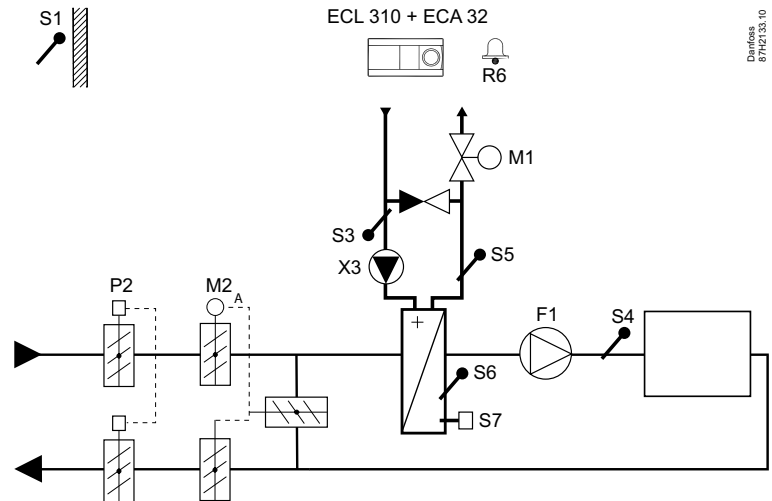 S1
ECL 310 + ECA 32
R6
Danfoss
87H2133.10
M1
S3
X3
S5
P2
M2
A
F1
S4
+
S6
S7